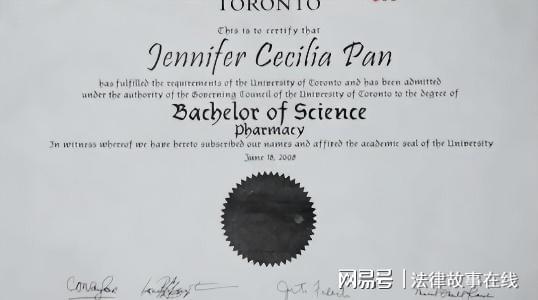 TORONTO
This is to certify that
Jennifer Cecilia Pan
has fulfilled the requirements of the University of Toronto and has been admitted
under the authority of the Governing Council of the University of Toronto to the degree of
Bachelor of Science
Pharmacy
In witness whereof we have hereto subscribed our names and affixed the academic seal of the University
June 18, 2008
网易号 | 法律故事在线